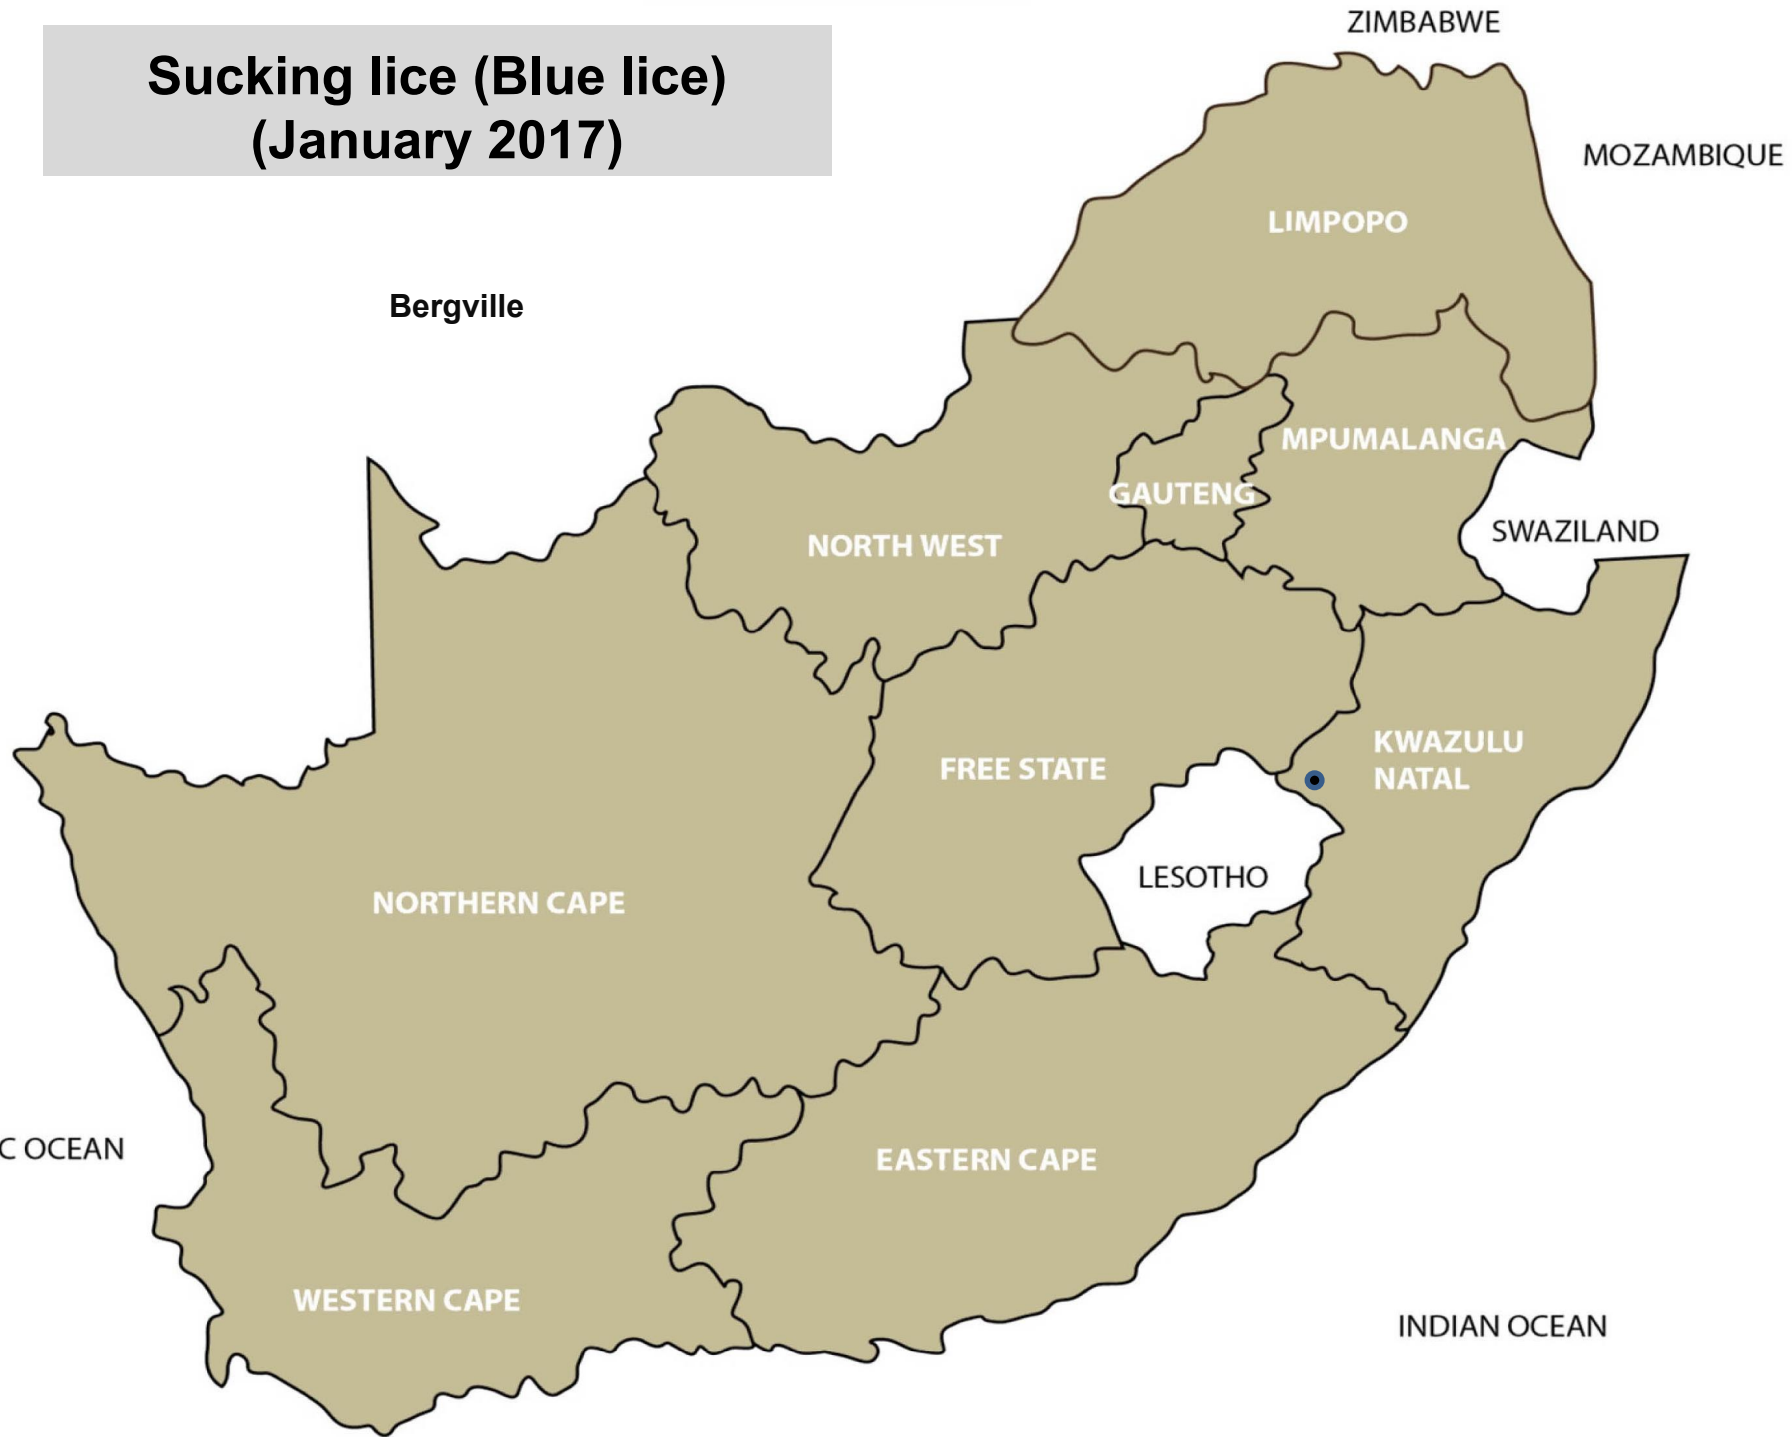 Sucking lice (Blue lice)
(January 2017)
ZIMBABWE
MOZAMBIQUE
LIMPOPO
Bergville
MPUMALANGA
GAUTENG
NORTH WEST
SWAZILAND
KWAZULU
NATAL
FREE STATE
LESOTHO
NORTHERN CAPE
C OCEAN
EASTERN CAPE
WESTERN CAPE
INDIAN OCEAN